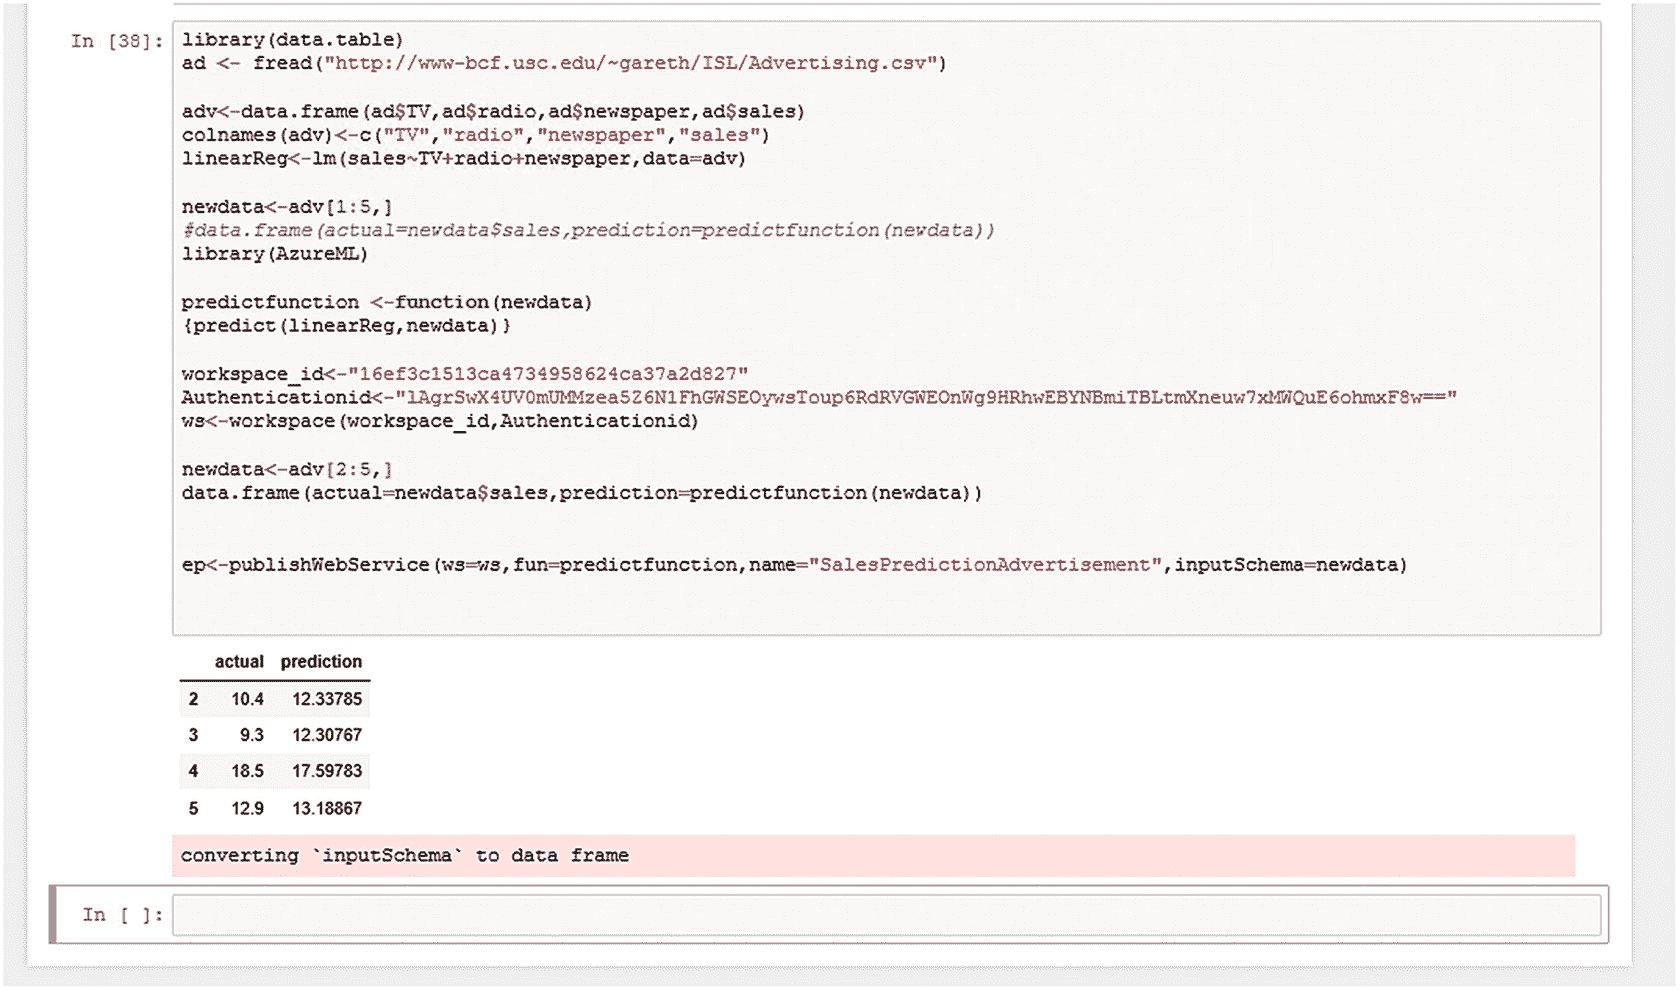 In [38]:
library(data.table)
ad <- fread("http://www-bcf.usc.edu/~gareth/ISL/Advertising.csv")
adv<-data.frame(ad$TV,ad$radio,ad$newspaper,ad$sales)
colnames(adv)<-c("TV","radio","newspaper","sales")
linearReg<-lm(sales~TV+radio+newspaper,data=adv)
newdata<-adv[1:5,]
#data.frame(actual=newdata$sales,prediction=predictfunction(newdata))
library(AzureML)
predictfunction <-function(newdata)
{predict(linearReg,newdata)}
workspace_id<-"16ef3c1513ca4734958624ca37a2d827"
Authenticationid<-"lAgrSwX4UV0mUMMzea5Z6N1FhGWSEOywsToup6RdRVGWEOnWg9HRhwEBYNBmiTBLtmXneuw7xMWQuE6ohmxF8w=="
ws<-workspace(workspace_id,Authenticationid)
newdata<-adv[2:5,]
data.frame(actual=newdata$sales,prediction=predictfunction(newdata))
ep<-publishWebService(ws=ws,fun=predictfunction,name="SalesPredictionAdvertisement",inputSchema=newdata)
actual prediction
2 10.4 12.33785
3 9.3 12.30767
4 18.5 17.59783
5 12.9 13.18867
converting `inputSchema` to data frame
In [ ]: